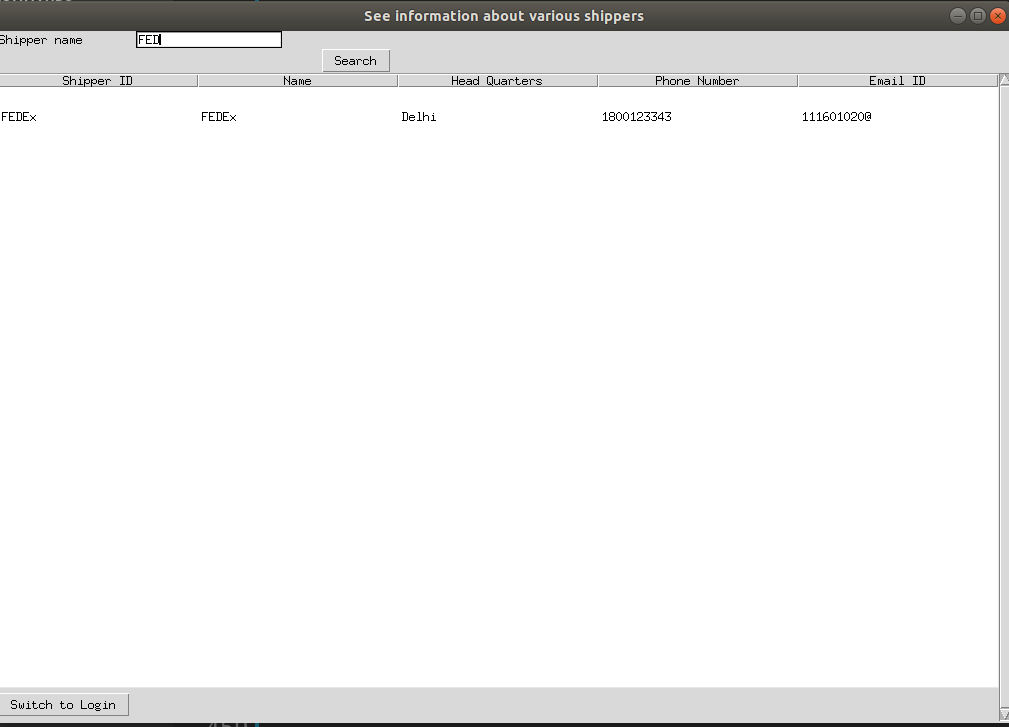 See information about various shippers
Shipper name FED
Search
Shipper ID Name Head Quarters Phone Number Email ID
FEDEx FEDEx Delhi 1800123343 111601020@
Switch to Login